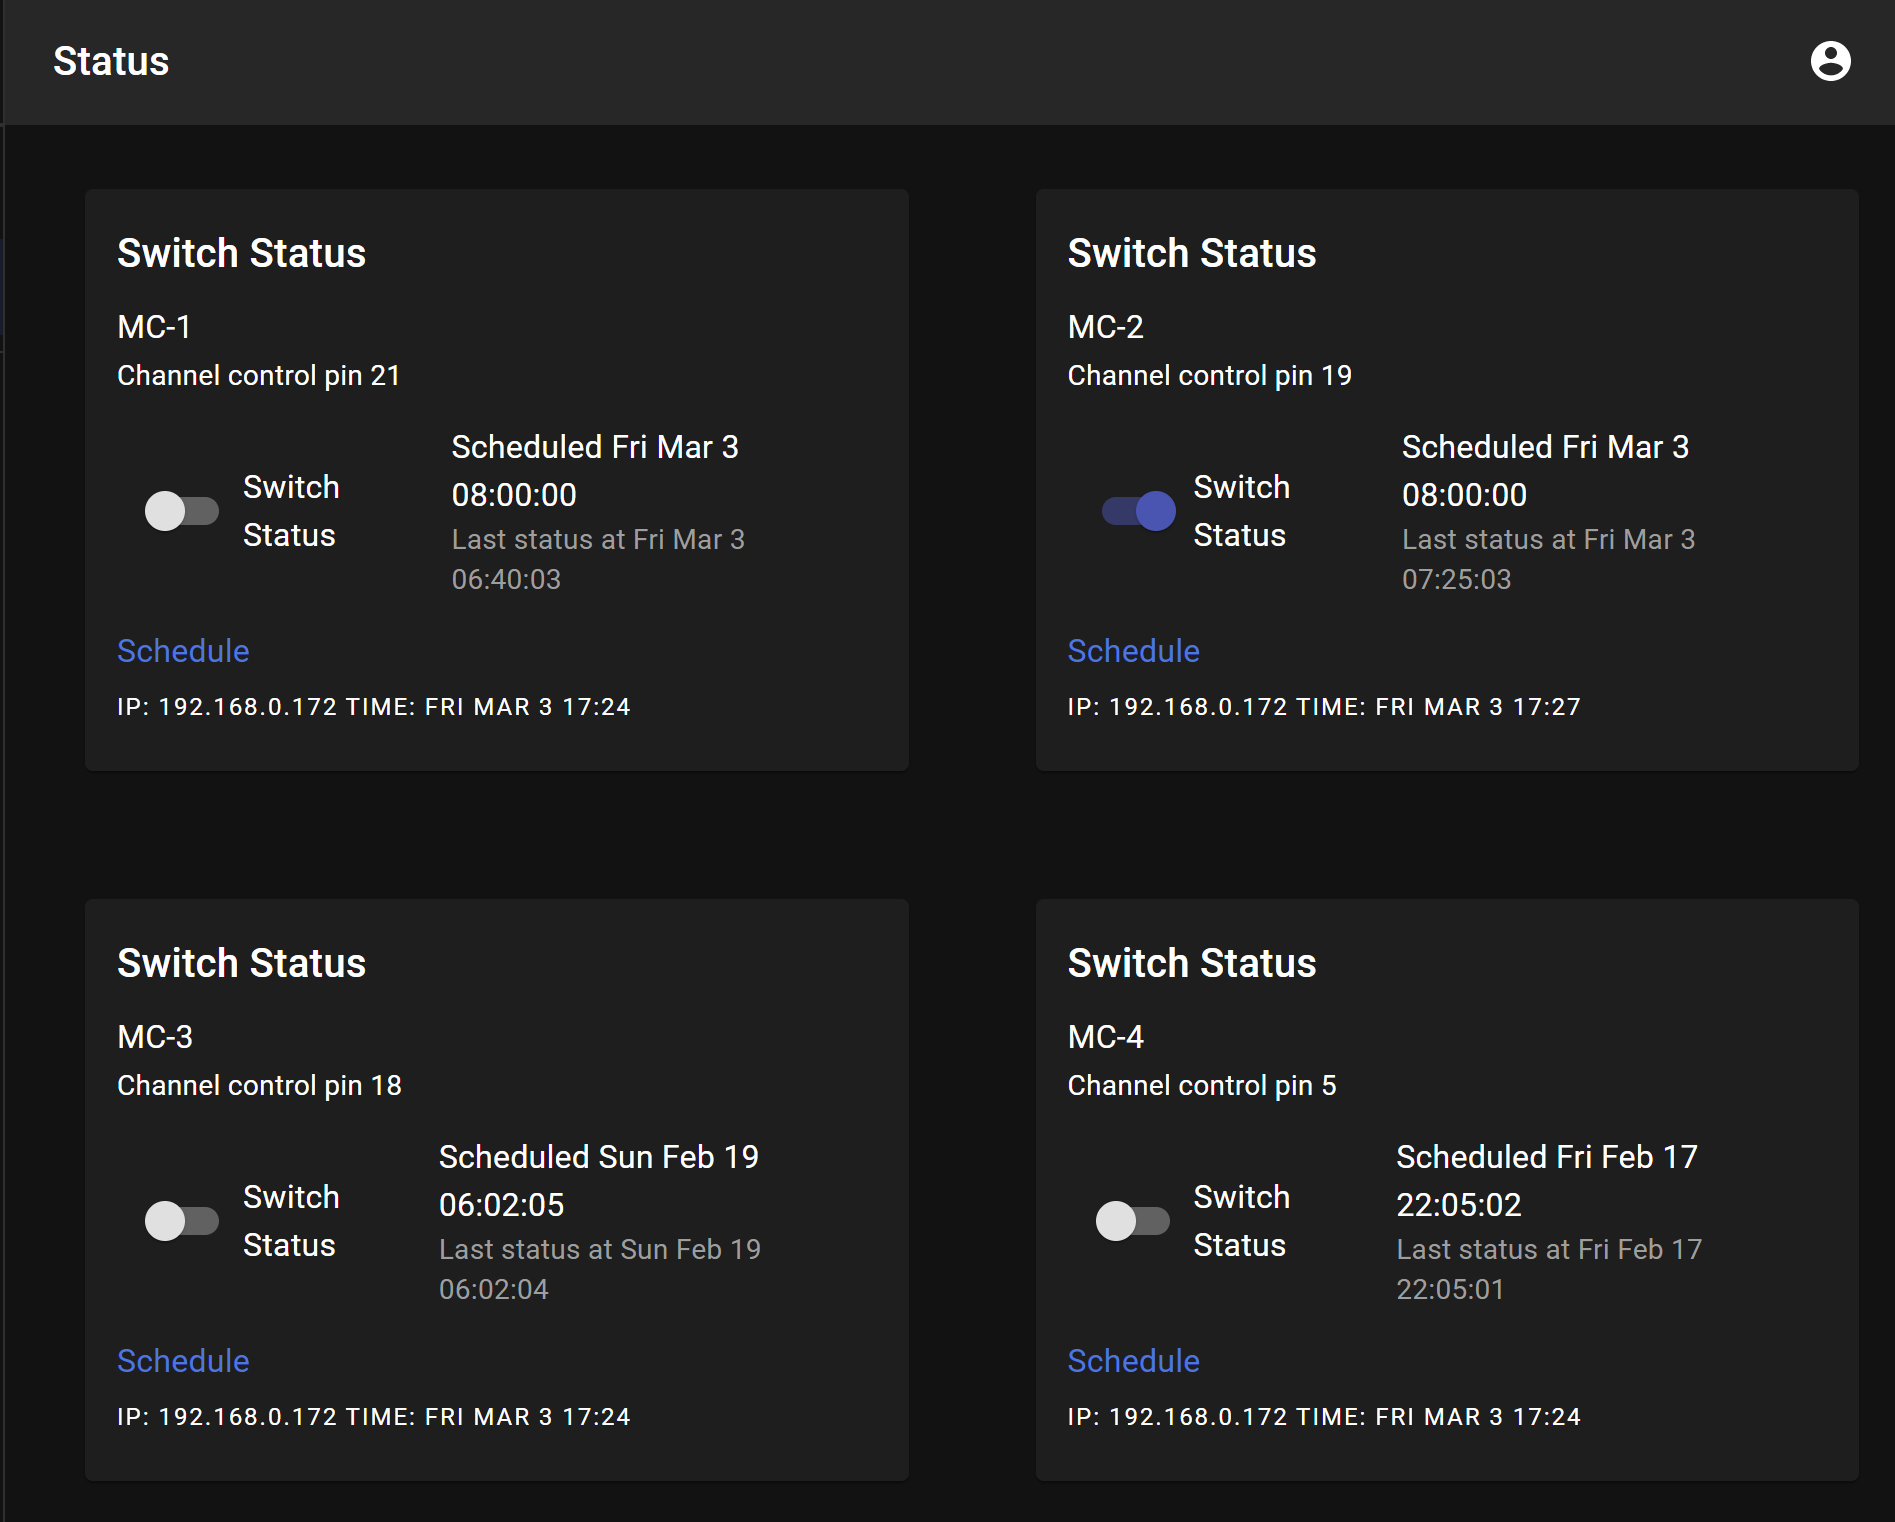 Status
Switch Status
MC-1
Channel control pin 21
Switch
Status
Scheduled Fri Mar 3
08:00:00
Last status at Fri Mar 3
06:40:03
Schedule
IP: 192.168.0.172 TIME: FRI MAR 3 17:24
Switch Status
MC-2
Channel control pin 19
Switch
Status
Scheduled Fri Mar 3
08:00:00
Last status at Fri Mar 3
07:25:03
Schedule
IP: 192.168.0.172 TIME: FRI MAR 3 17:27
Switch Status
MC-3
Channel control pin 18
Switch
Status
Scheduled Sun Feb 19
06:02:05
Last status at Sun Feb 19
06:02:04
Schedule
IP: 192.168.0.172 TIME: FRI MAR 3 17:24
Switch Status
MC-4
Channel control pin 5
Switch
Status
Scheduled Fri Feb 17
22:05:02
Last status at Fri Feb 17
22:05:01
Schedule
IP: 192.168.0.172 TIME: FRI MAR 3 17:24